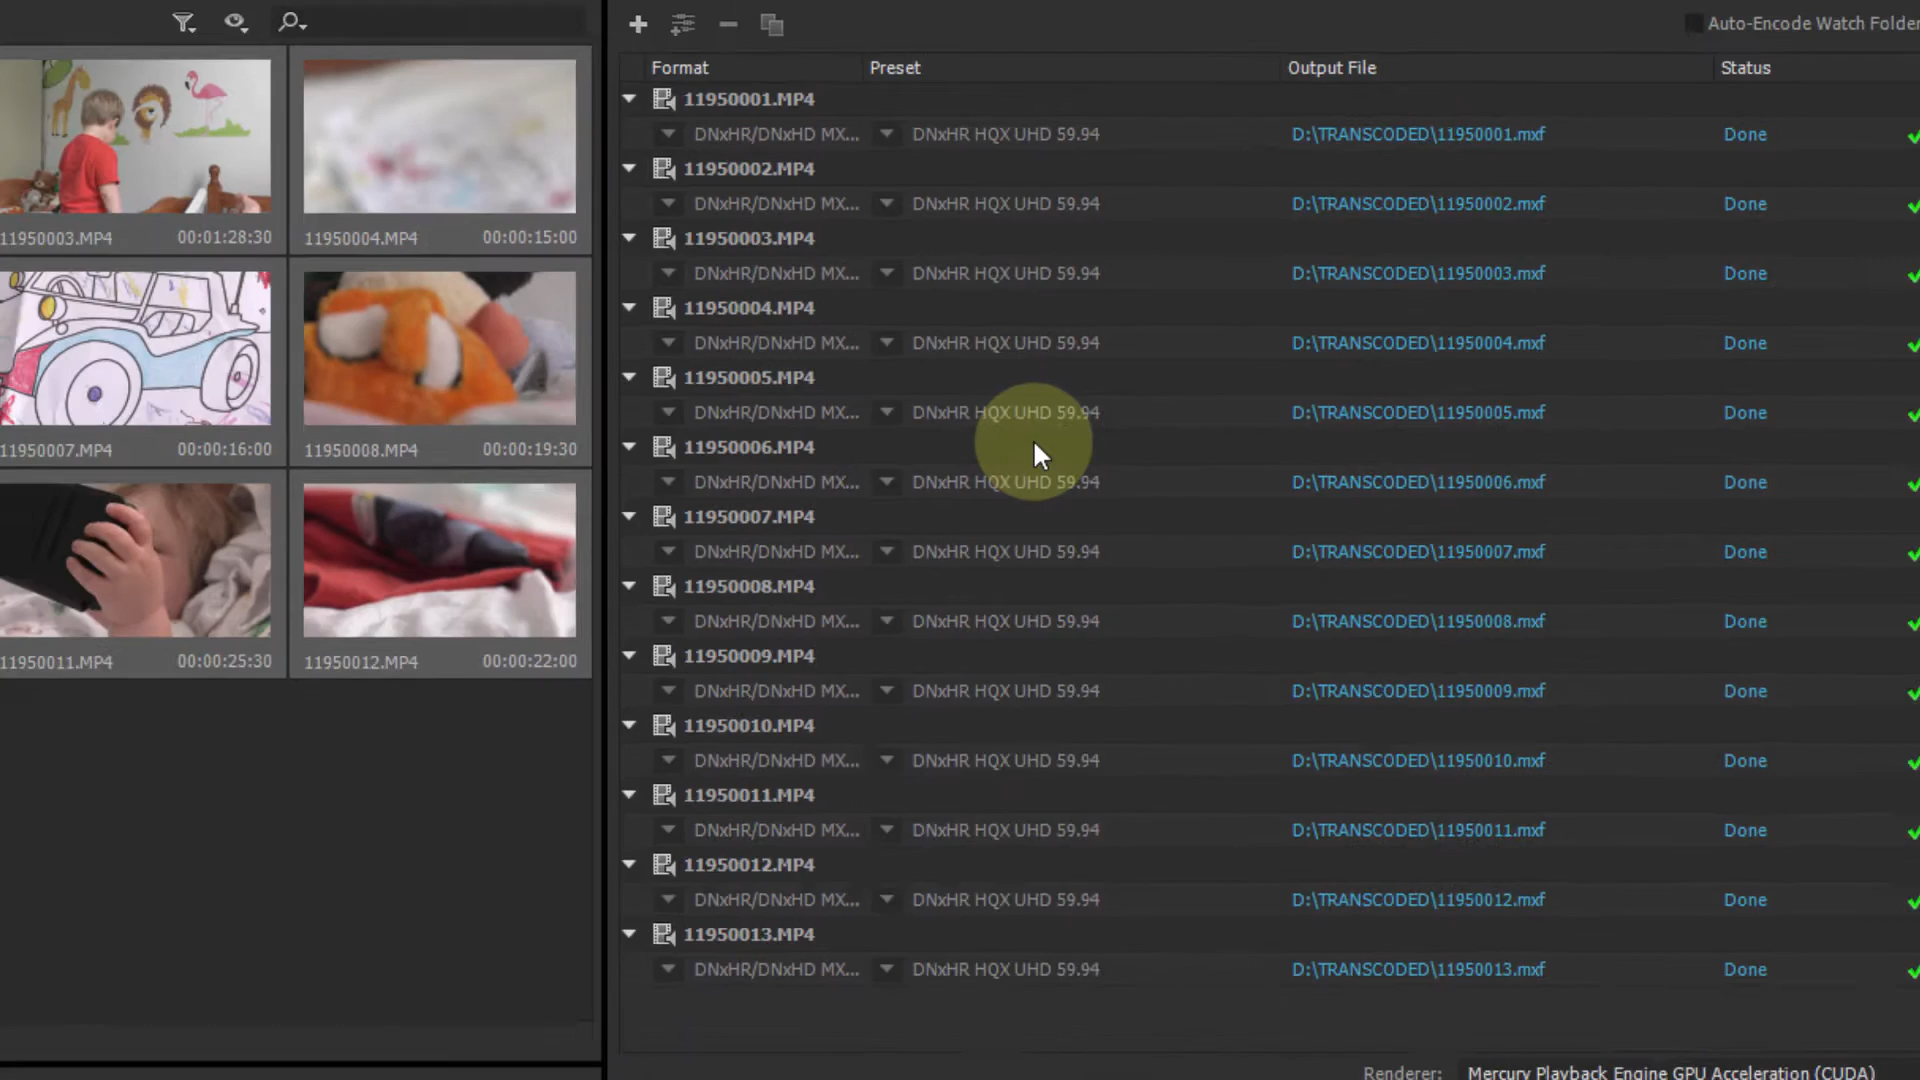 Auto-Encode Watch Folder
Format Preset Output File Status
11950001.MP4
DNxHR/DNxHD MX... DNxHR HQX UHD 59.94 D:\TRANSCODED\11950001.mxf Done
11950002.MP4
DNxHR/DNxHD MX... DNxHR HQX UHD 59.94 D:\TRANSCODED\11950002.mxf Done
11950003.MP4
DNxHR/DNxHD MX... DNxHR HQX UHD 59.94 D:\TRANSCODED\11950003.mxf Done
11950004.MP4
DNxHR/DNxHD MX... DNxHR HQX UHD 59.94 D:\TRANSCODED\11950004.mxf Done
11950005.MP4
DNxHR/DNxHD MX... DNxHR HQX UHD 59.94 D:\TRANSCODED\11950005.mxf Done
11950006.MP4
DNxHR/DNxHD MX... DNxHR HQX UHD 59.94 D:\TRANSCODED\11950006.mxf Done
11950007.MP4
DNxHR/DNxHD MX... DNxHR HQX UHD 59.94 D:\TRANSCODED\11950007.mxf Done
11950008.MP4
DNxHR/DNxHD MX... DNxHR HQX UHD 59.94 D:\TRANSCODED\11950008.mxf Done
11950009.MP4
DNxHR/DNxHD MX... DNxHR HQX UHD 59.94 D:\TRANSCODED\11950009.mxf Done
11950010.MP4
DNxHR/DNxHD MX... DNxHR HQX UHD 59.94 D:\TRANSCODED\11950010.mxf Done
11950011.MP4
DNxHR/DNxHD MX... DNxHR HQX UHD 59.94 D:\TRANSCODED\11950011.mxf Done
11950012.MP4
DNxHR/DNxHD MX... DNxHR HQX UHD 59.94 D:\TRANSCODED\11950012.mxf Done
11950013.MP4
DNxHR/DNxHD MX... DNxHR HQX UHD 59.94 D:\TRANSCODED\11950013.mxf Done
Renderer: Mercury Playback Engine GPU Acceleration (CUDA)
11950003.MP4 00:01:28:30
11950004.MP4 00:00:15:00
11950007.MP4 00:00:16:00
11950008.MP4 00:00:19:30
11950011.MP4 00:00:25:30
11950012.MP4 00:00:22:00